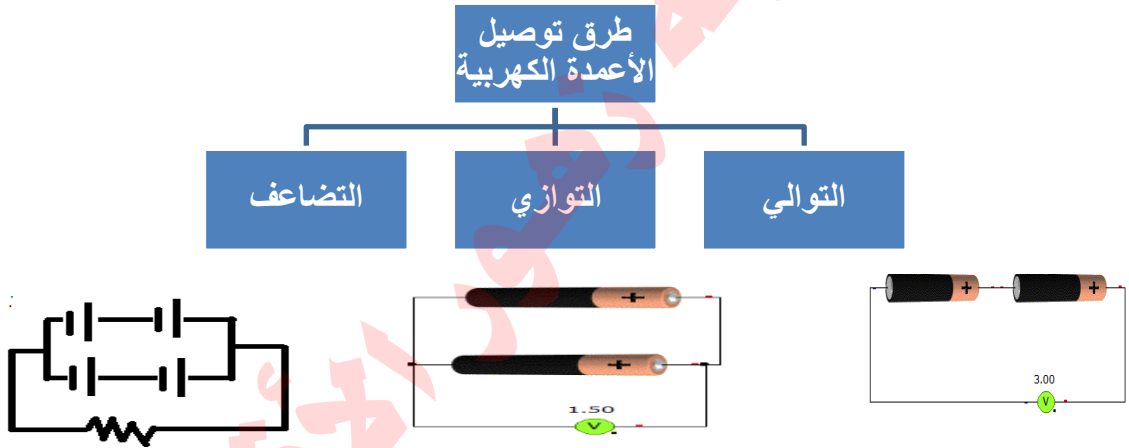 طرق توصيل
الأعمدة الكهربية
التوالي
التوازي
التضاعف
+
+
3.00
V
+
+
1.50
V